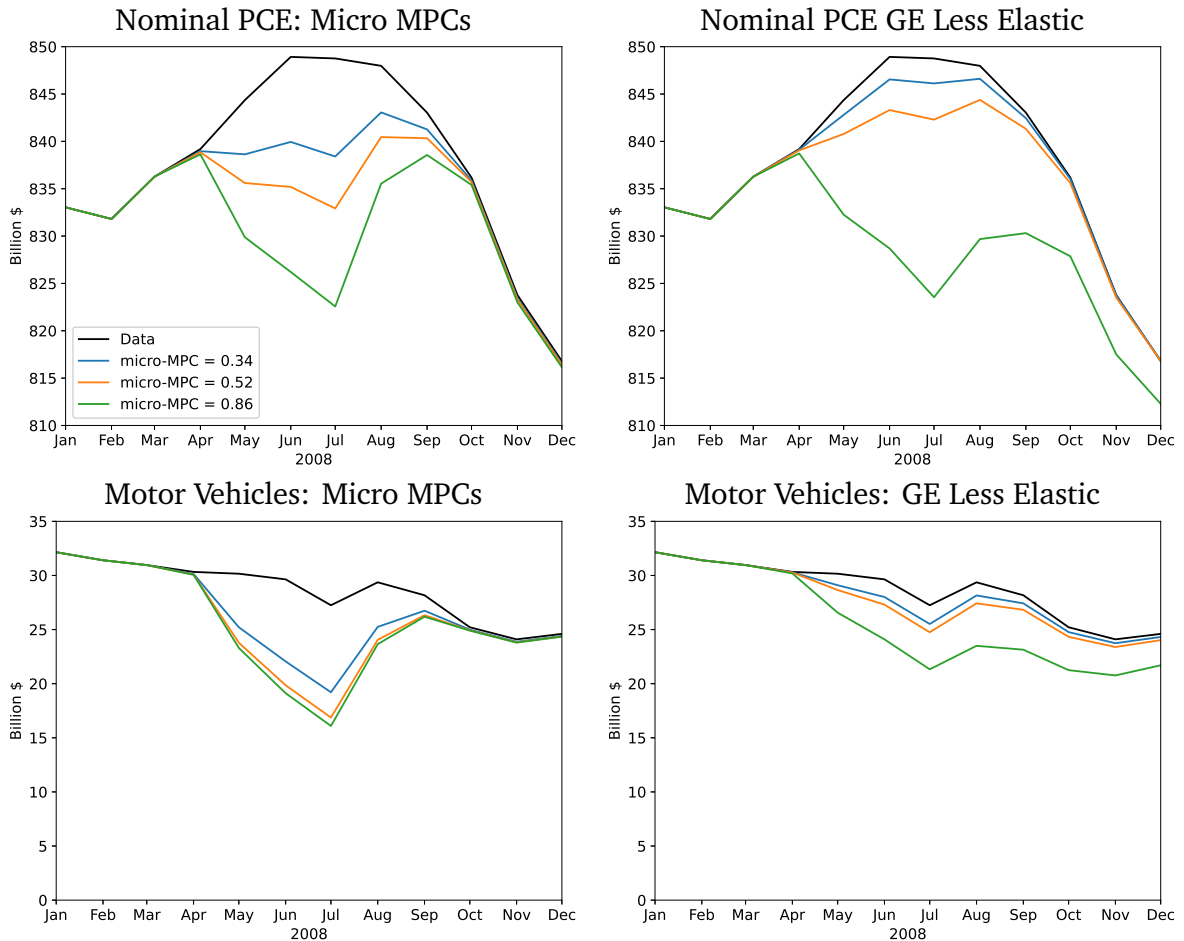 Nominal PCE: Micro MPCs
850
845
840
835
830
825
820
815
810
Billion $
Data
micro-MPC = 0.34
micro-MPC = 0.52
micro-MPC = 0.86
Jan Feb Mar Apr May Jun Jul Aug Sep Oct Nov Dec
2008
Nominal PCE GE Less Elastic
850
845
840
835
830
825
820
815
810
Billion $
Jan Feb Mar Apr May Jun Jul Aug Sep Oct Nov Dec
2008
Motor Vehicles: Micro MPCs
35
30
25
20
15
10
5
0
Billion $
Jan Feb Mar Apr May Jun Jul Aug Sep Oct Nov Dec
2008
Motor Vehicles: GE Less Elastic
35
30
25
20
15
10
5
0
Billion $
Jan Feb Mar Apr May Jun Jul Aug Sep Oct Nov Dec
2008